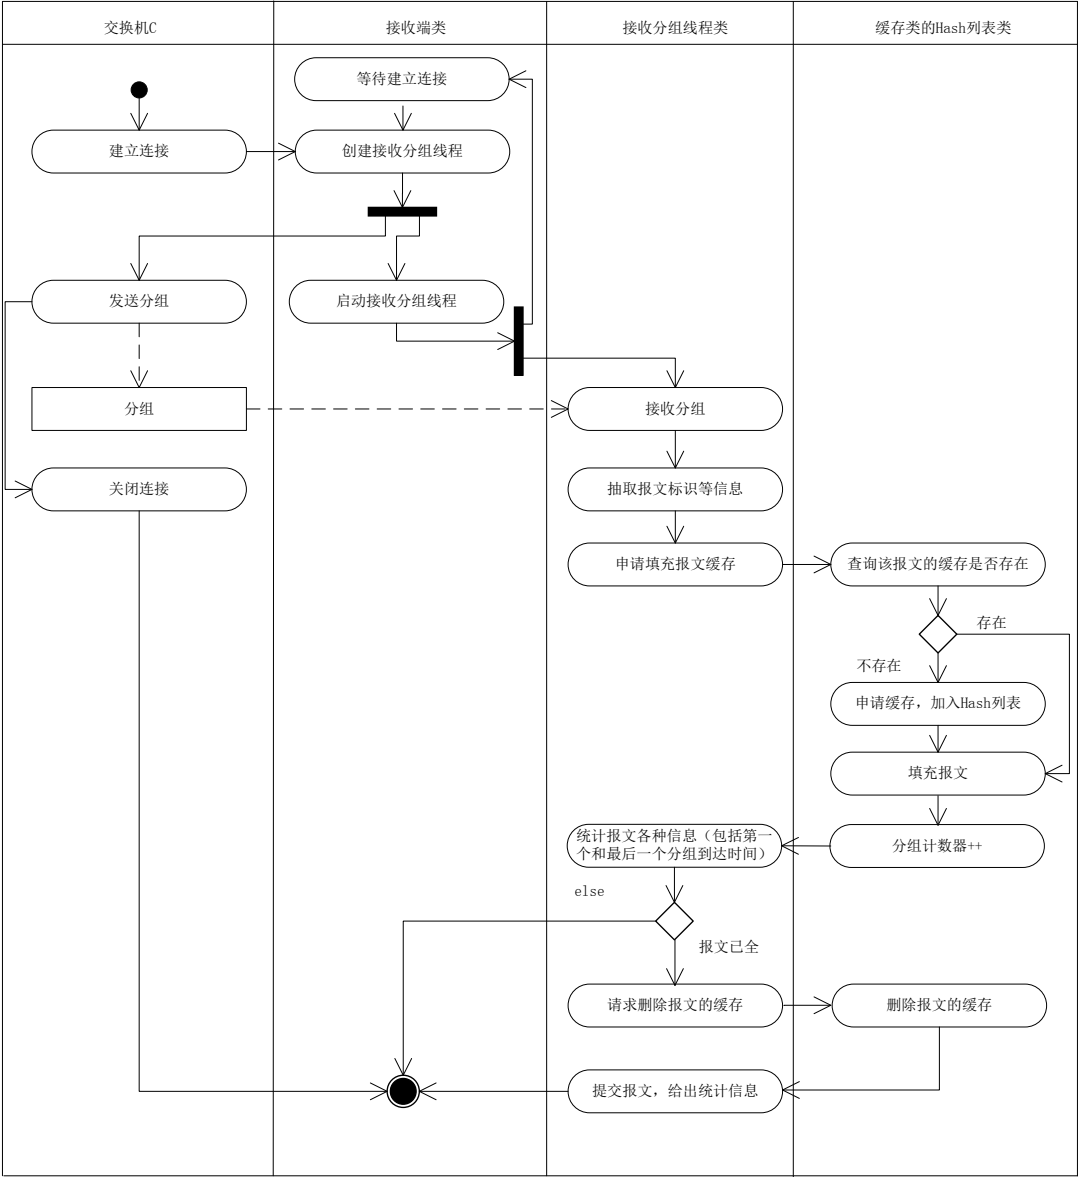 交换机C
接收端类
接收分组线程类
缓存类的Hash列表类
等待建立连接
建立连接
创建接收分组线程
发送分组
启动接收分组线程
分组
接收分组
关闭连接
抽取报文标识等信息
申请填充报文缓存
查询该报文的缓存是否存在
存在
不存在
申请缓存，加入Hash列表
填充报文
统计报文各种信息（包括第一
个和最后一个分组到达时间）
分组计数器++
else
报文已全
请求删除报文的缓存
删除报文的缓存
提交报文，给出统计信息